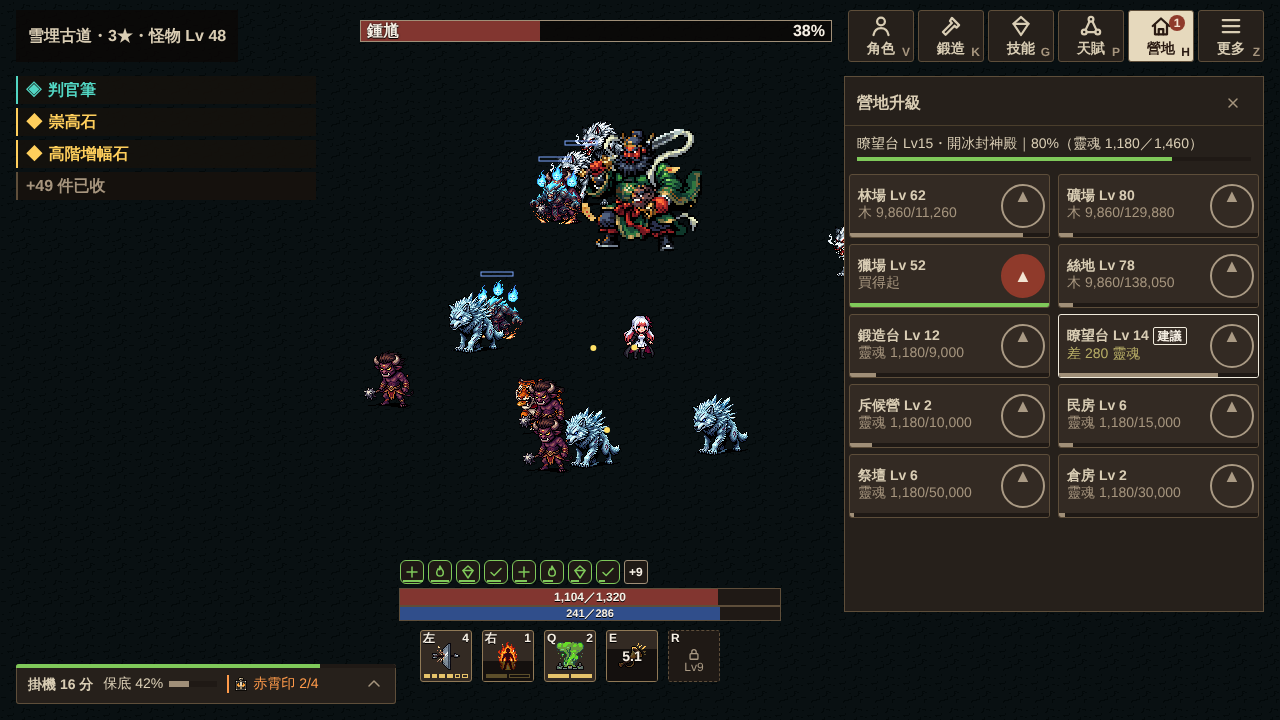 雪埋古道・3★・怪物 Lv 48
鍾馗
38%
角色 V
鍛造 K
技能 G
天賦 P
營地 H
1
更多 Z
判官筆
崇高石
高階增幅石
+49 件已收
營地升級
瞭望台 Lv15・開冰封神殿｜80%（靈魂 1,180／1,460）
林場 Lv 62
木 9,860/11,260
礦場 Lv 80
木 9,860/129,880
獵場 Lv 52
買得起
絲地 Lv 78
木 9,860/138,050
鍛造台 Lv 12
靈魂 1,180/9,000
瞭望台 Lv 14 建議
差 280 靈魂
斥候營 Lv 2
靈魂 1,180/10,000
民房 Lv 6
靈魂 1,180/15,000
祭壇 Lv 6
靈魂 1,180/50,000
倉房 Lv 2
靈魂 1,180/30,000
+9
1,104／1,320
241／286
左 4
右 1
Q 2
E 5.1
R Lv9
掛機 16 分 保底 42% 赤霄印 2/4